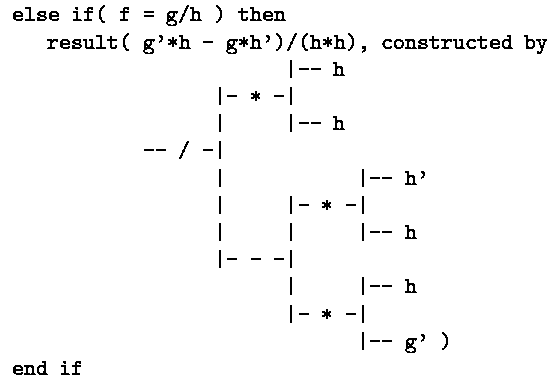 else if( f = g/h ) then
   result( g’*h - g*h’)/(h*h), constructed by
                       |-- h
                 |- * -|
                 |     |-- h
           -- / -|
                 |           |-- h’
                 |     |- * -|
                 |     |     |-- h
                 |- - -|
                       |     |-- h
                       |- * -|
                             |-- g’ )
end if